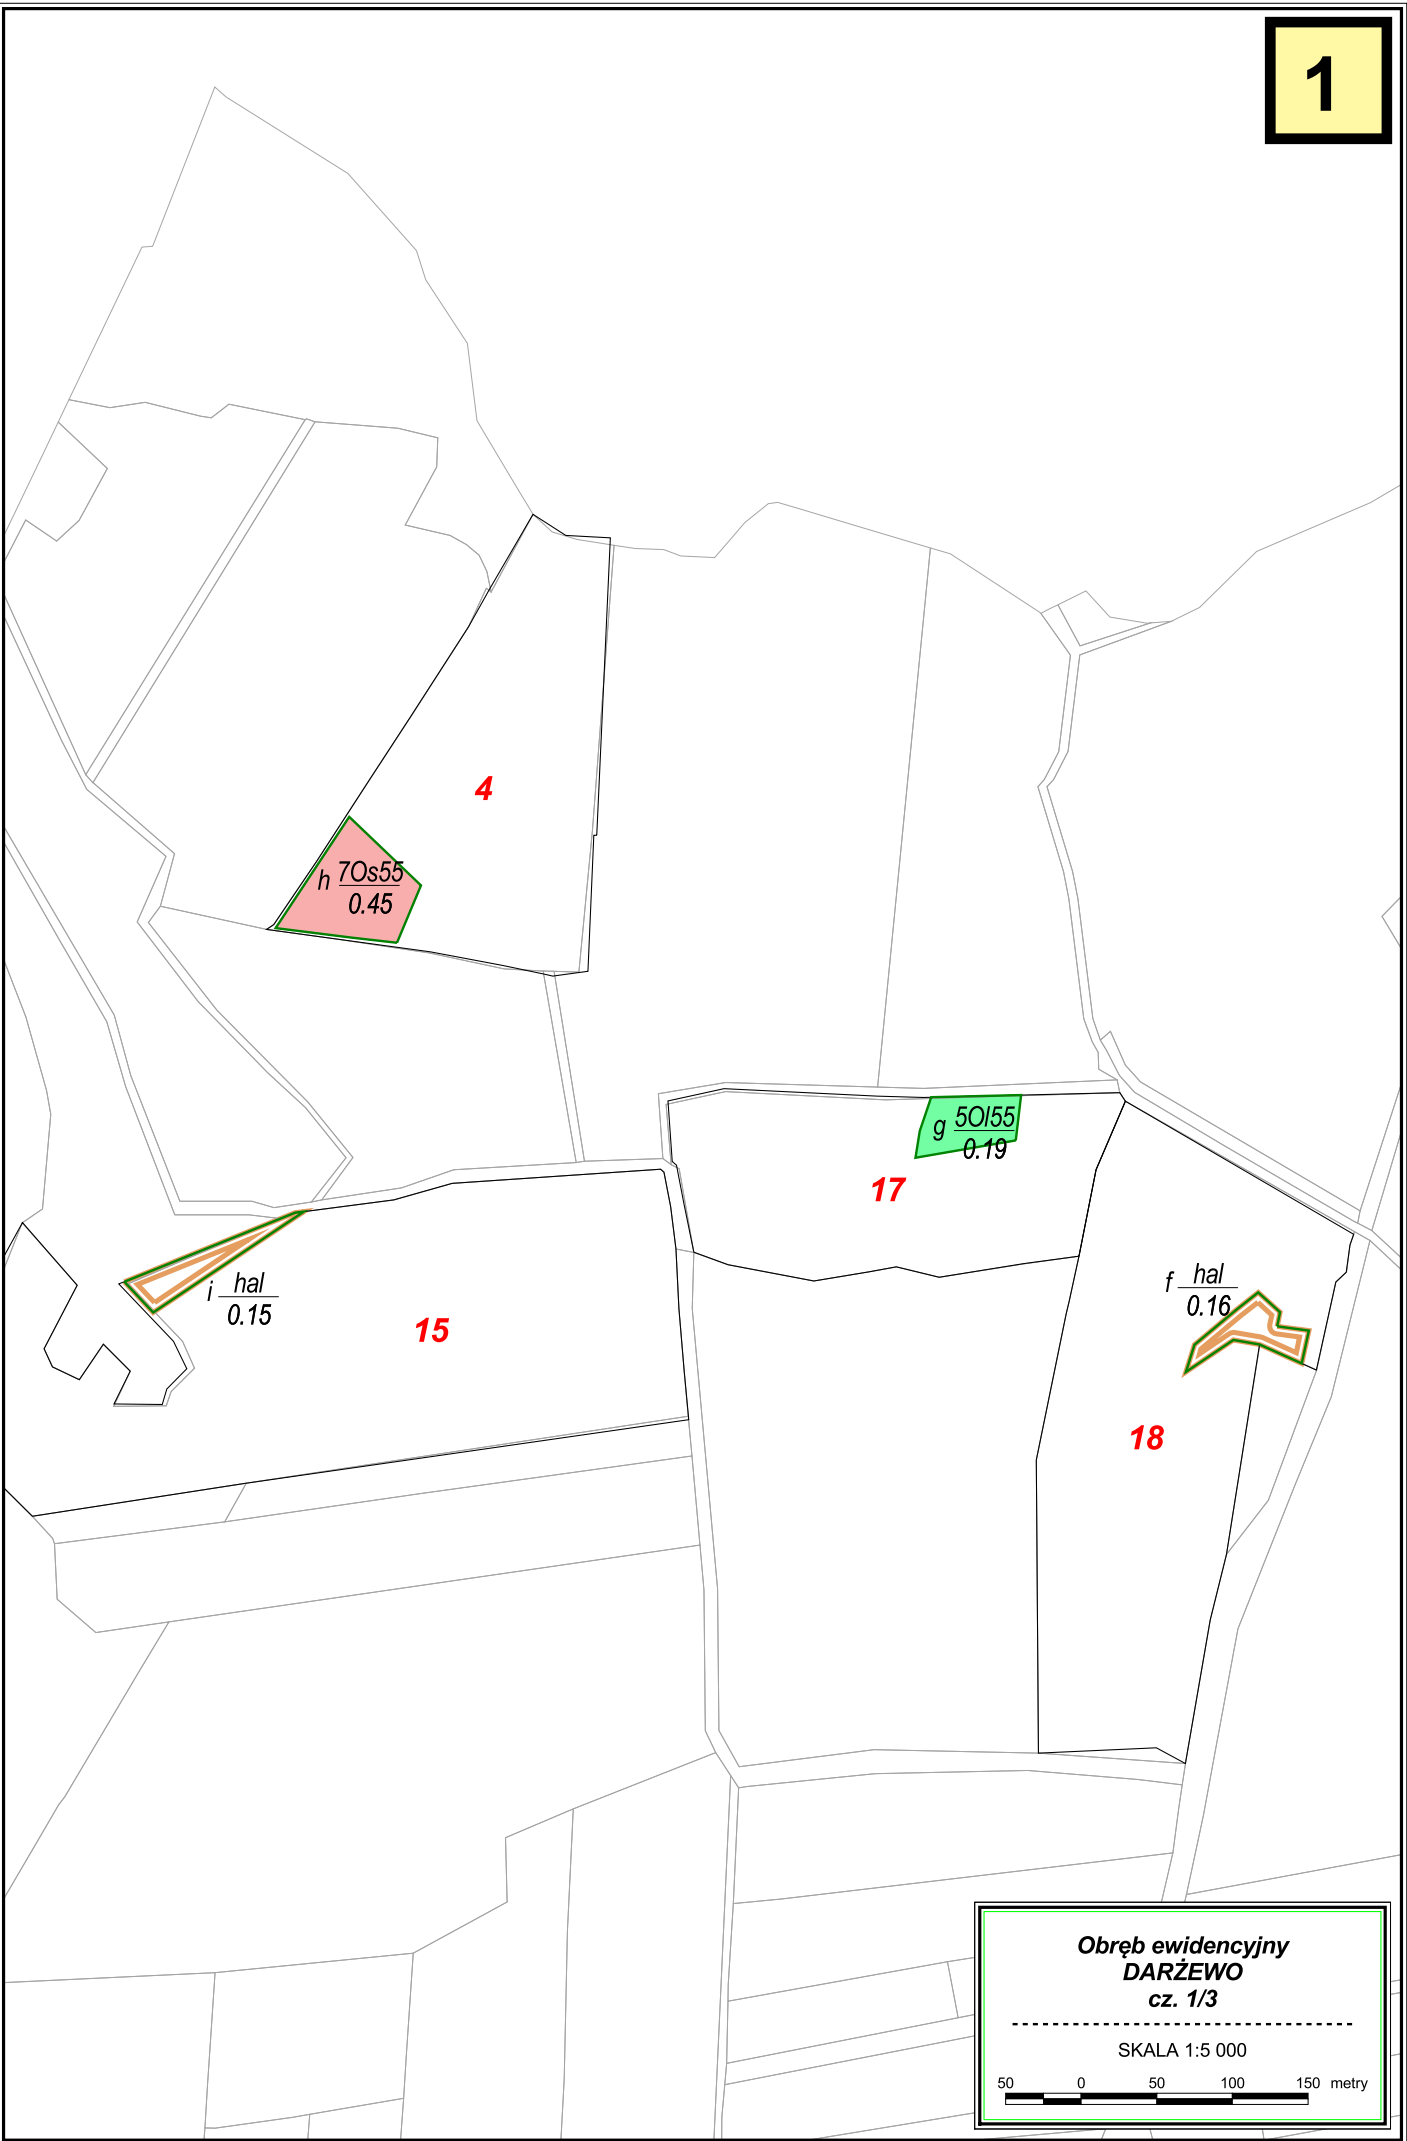 1
4
h 7Os55
0.45
g 5Ol55
0.19
17
i hal
0.15
15
f hal
0.16
18
Obręb ewidencyjny
DARŻEWO
cz. 1/3
SKALA 1:5 000
50 0 50 100 150 metry